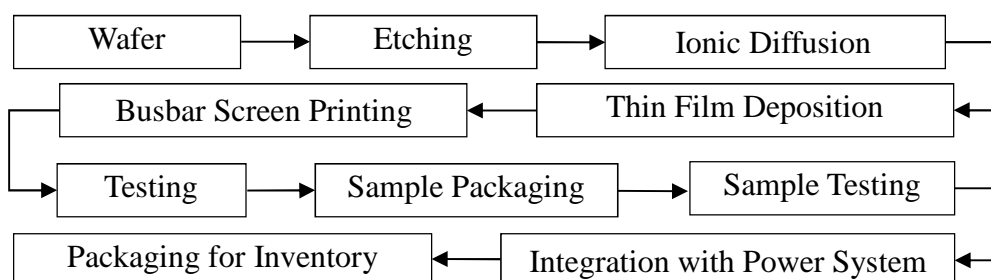 Wafer
Etching
Ionic Diffusion
Thin Film Deposition
Busbar Screen Printing
Testing
Sample Packaging
Sample Testing
Integration with Power System
Packaging for Inventory